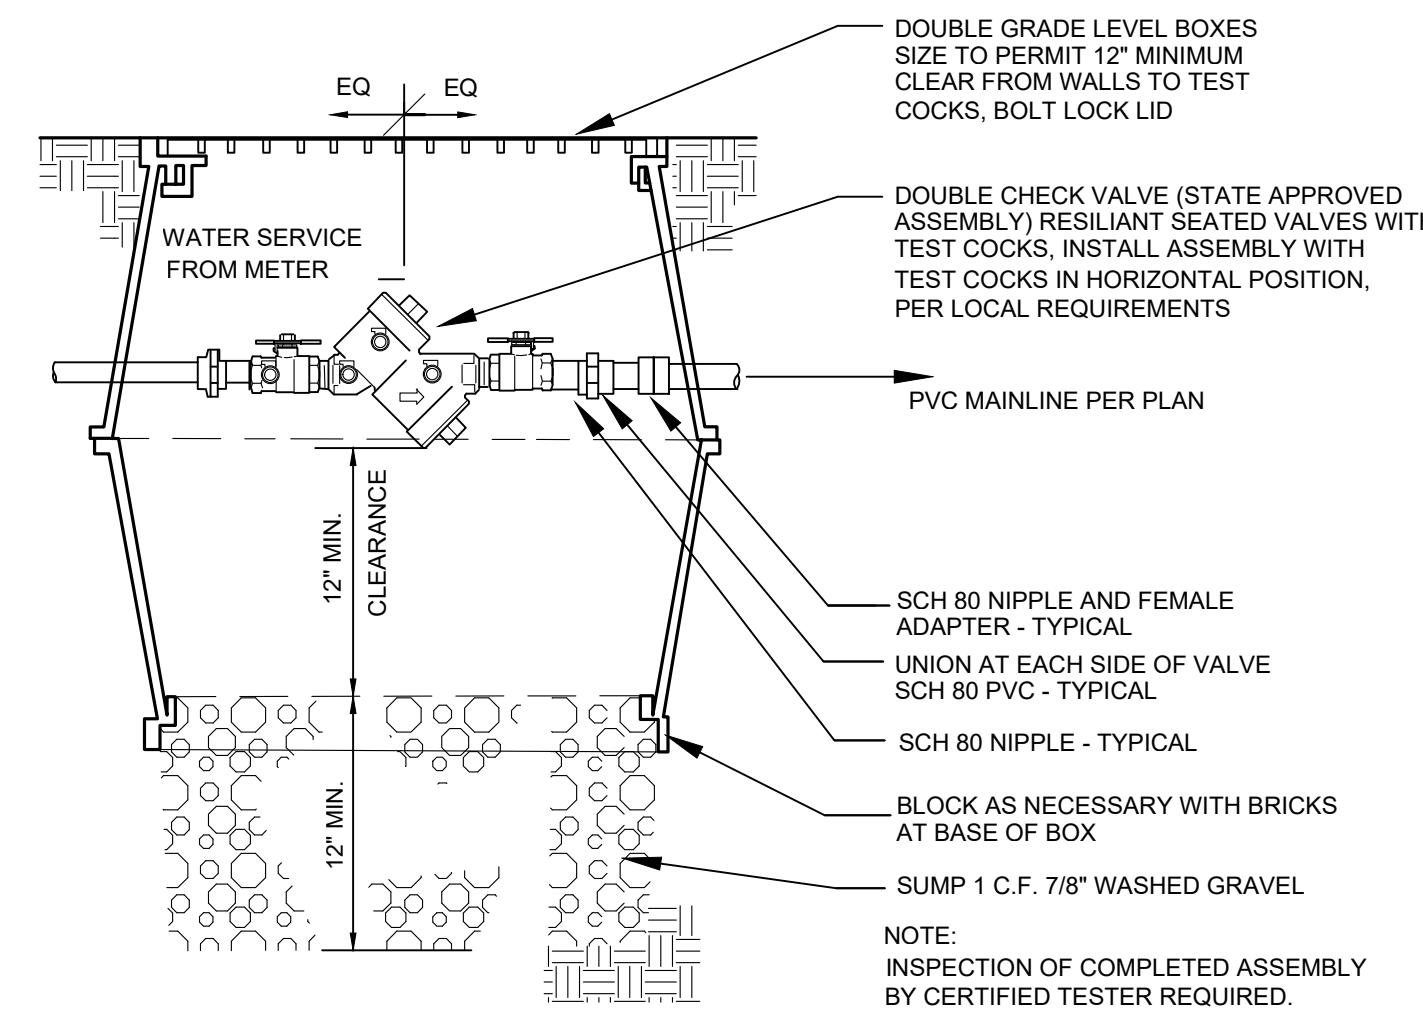 DOUBLE GRADE LEVEL BOXES
SIZE TO PERMIT 12" MINIMUM
CLEAR FROM WALLS TO TEST
COCKS, BOLT LOCK LID
EQ
EQ
DOUBLE CHECK VALVE (STATE APPROVED
ASSEMBLY) RESILIANT SEATED VALVES WITH
TEST COCKS, INSTALL ASSEMBLY WITH
TEST COCKS IN HORIZONTAL POSITION,
PER LOCAL REQUIREMENTS
WATER SERVICE
FROM METER
PVC MAINLINE PER PLAN
12" MIN.
CLEARANCE
SCH 80 NIPPLE AND FEMALE
ADAPTER - TYPICAL
UNION AT EACH SIDE OF VALVE
SCH 80 PVC - TYPICAL
SCH 80 NIPPLE - TYPICAL
12" MIN.
BLOCK AS NECESSARY WITH BRICKS
AT BASE OF BOX
SUMP 1 C.F. 7/8" WASHED GRAVEL
NOTE:
INSPECTION OF COMPLETED ASSEMBLY
BY CERTIFIED TESTER REQUIRED.